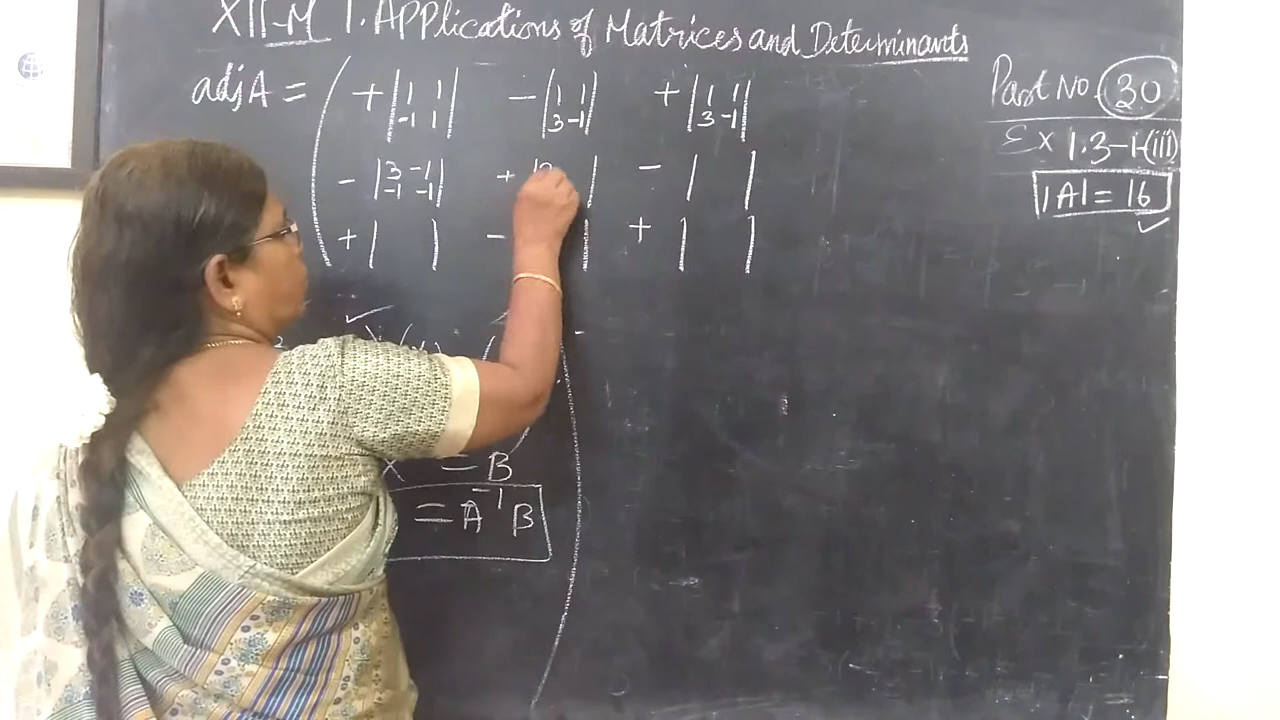 XII-M 1. Applications of Matrices and Determinants
Part No. 30
Ex 1.3-1-(iii)
|A| = 16
adj A = ( + |1 1| - |1 1| + |1 1|
|-1 1| |3 -1| |3 -1|
- |3 -1| + | | - | |
|-1 -1|
+ | | - | + | |
x = B
= A⁻¹ B